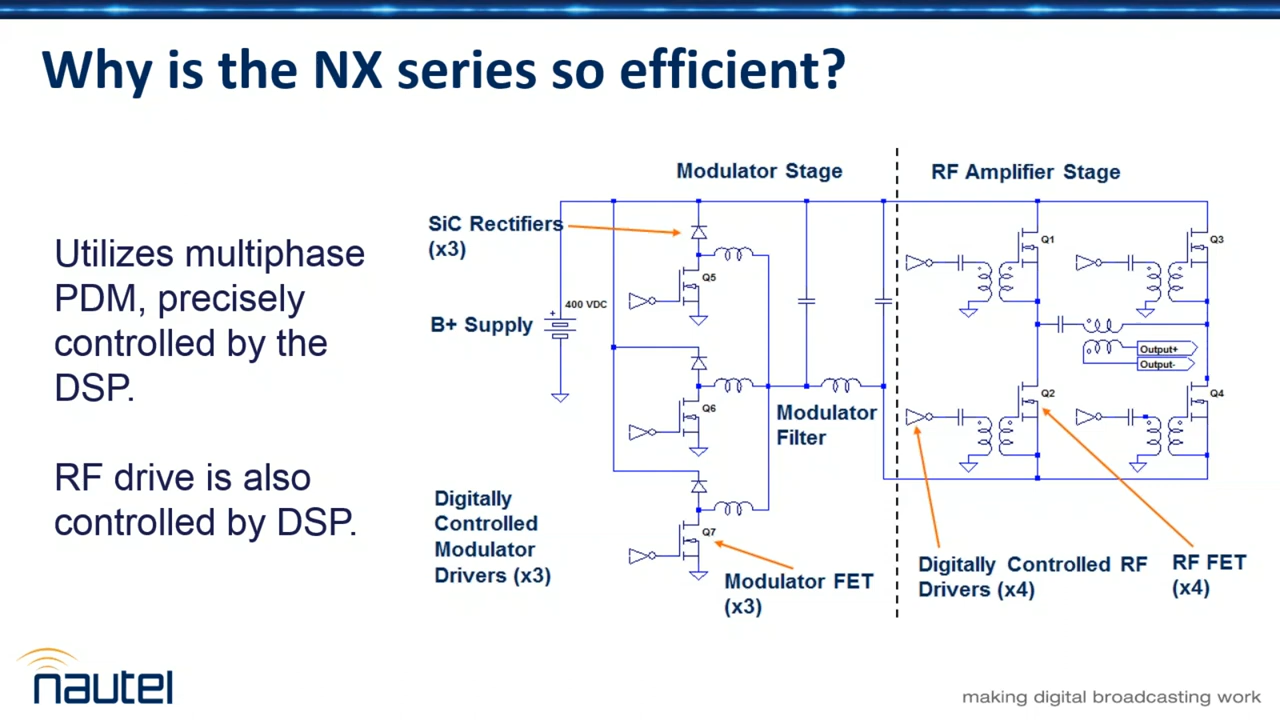 Why is the NX series so efficient?
Utilizes multiphase
PDM, precisely
controlled by the
DSP.
RF drive is also
controlled by DSP.
Modulator Stage
RF Amplifier Stage
SiC Rectifiers
(x3)
Q5
Q1
Q3
400 VDC
+
B+ Supply
Output+
Output-
Q6
Modulator
Filter
Q2
Q4
Digitally
Controlled
Modulator
Drivers (x3)
Q7
Modulator FET
(x3)
Digitally Controlled RF
Drivers (x4)
RF FET
(x4)
nautel
making digital broadcasting work